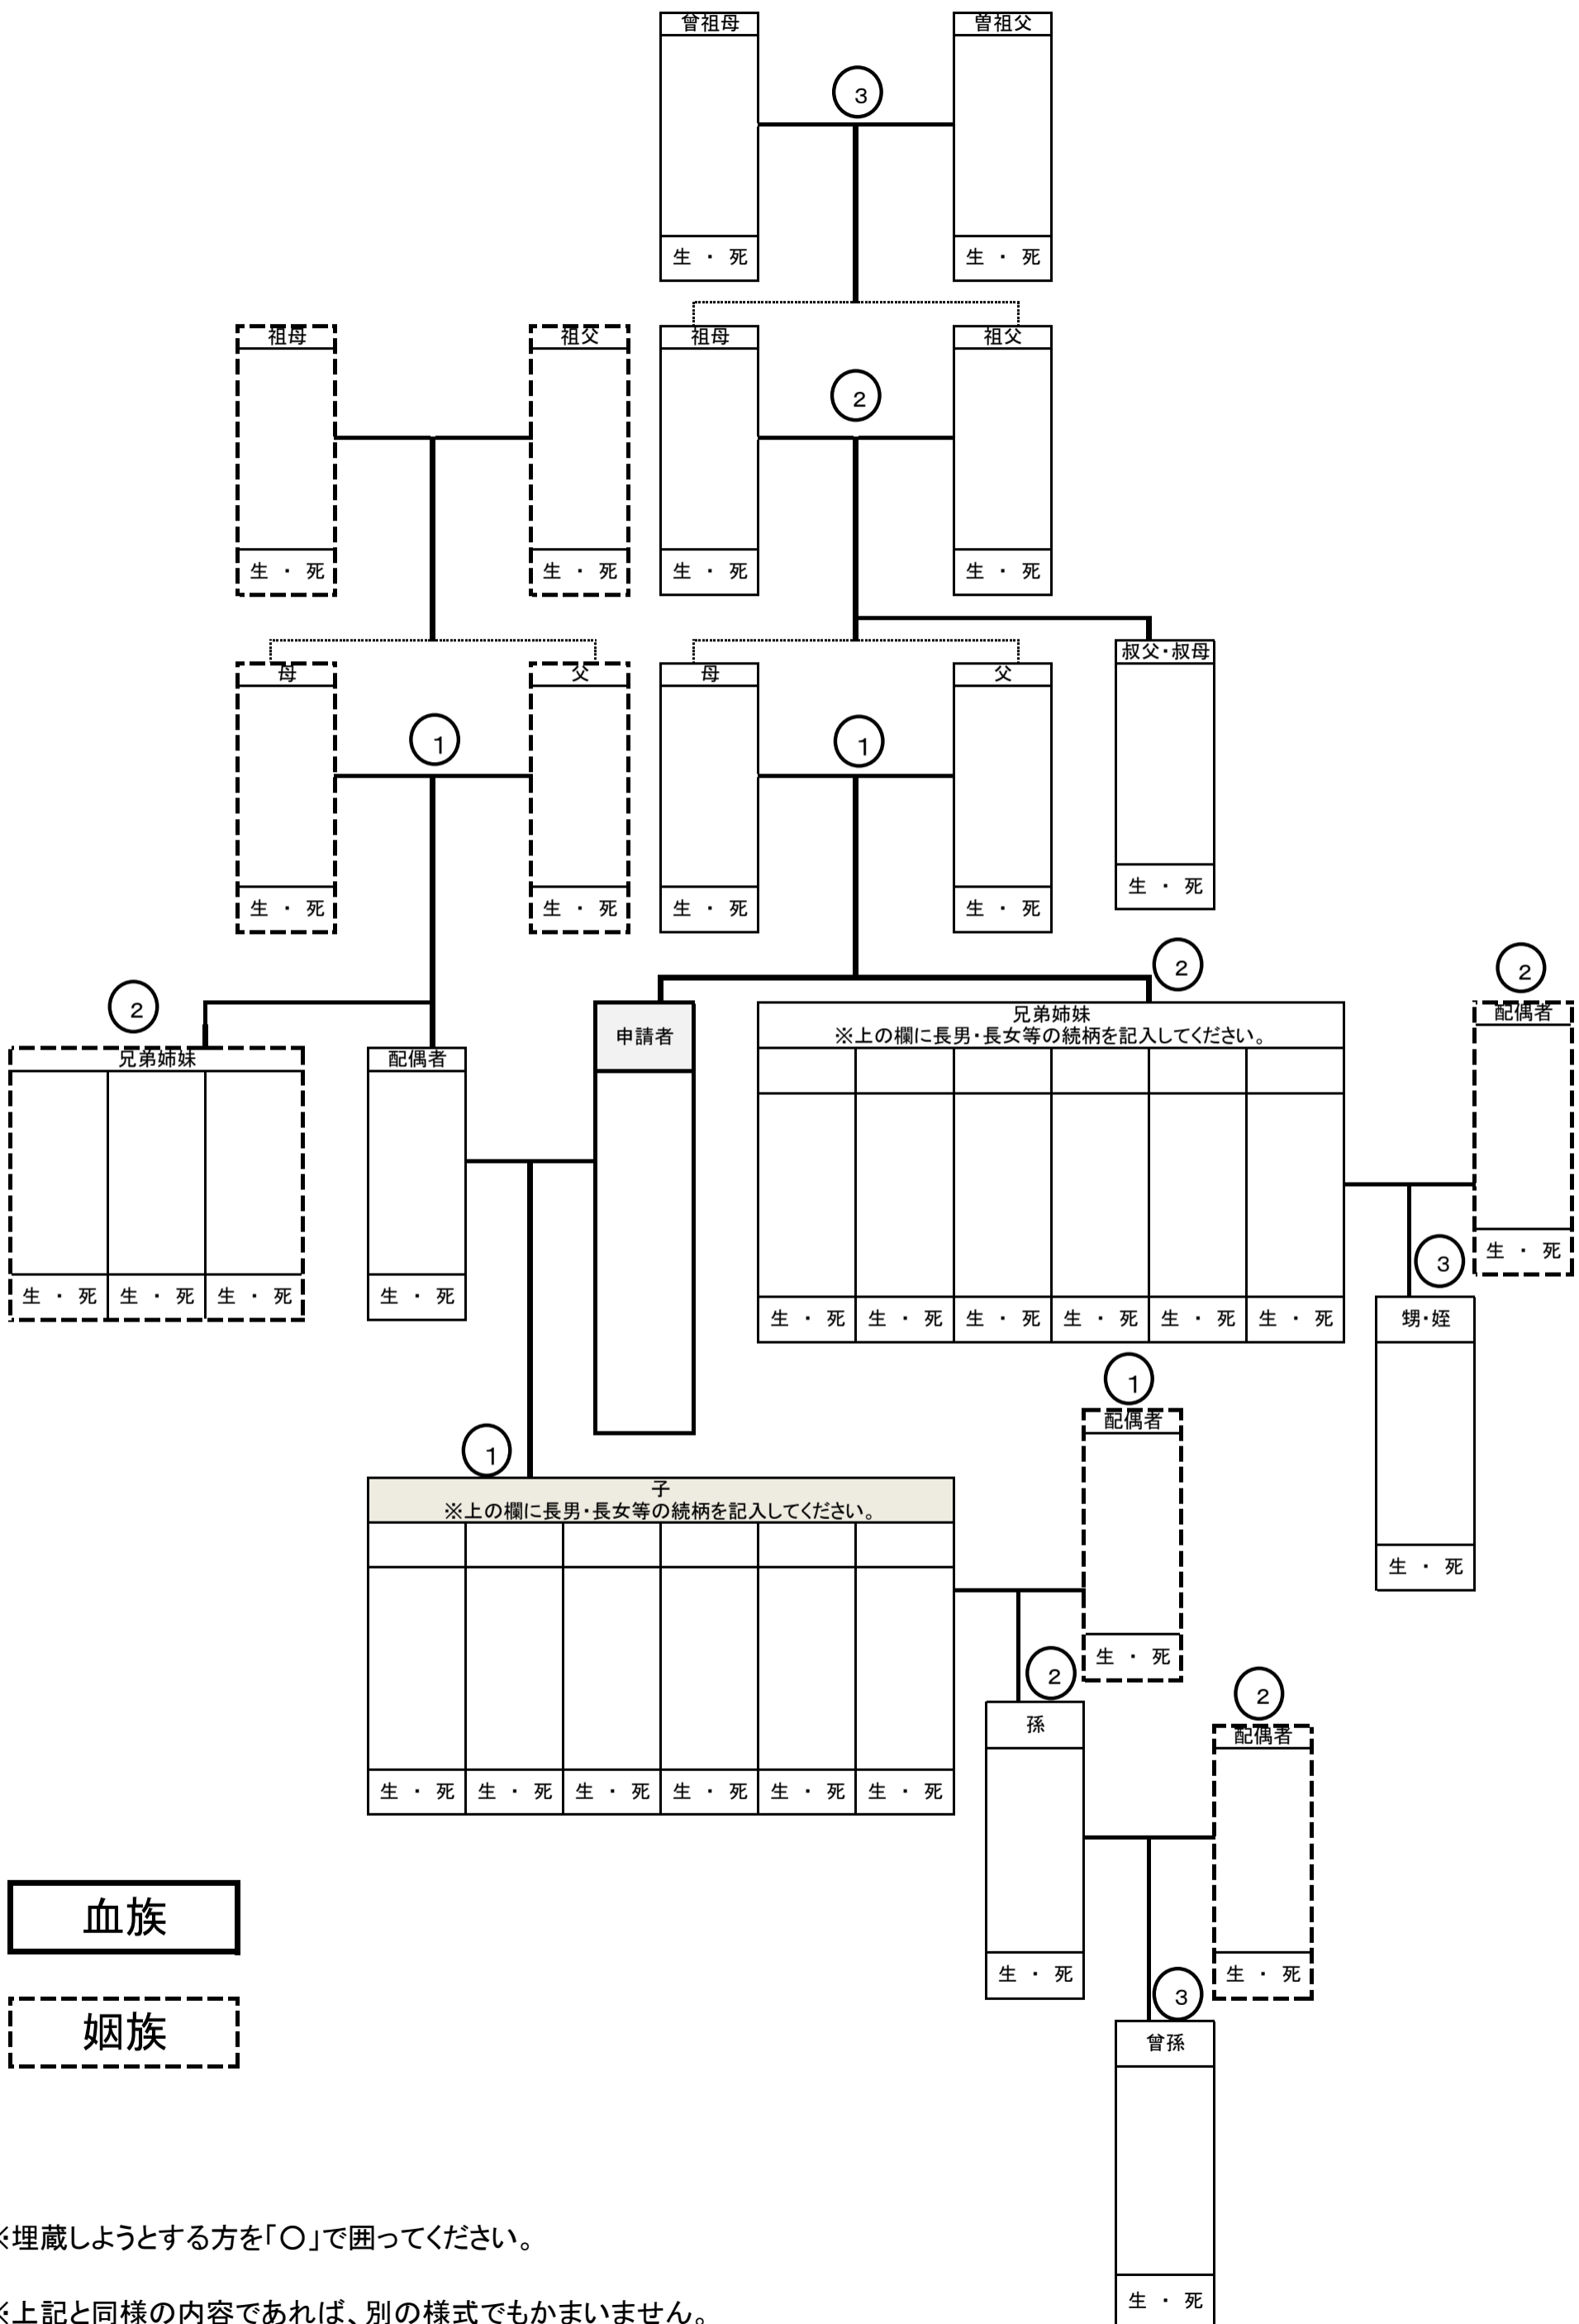 曾祖母
曽祖父
3
生 ・ 死
生 ・ 死
祖母
祖父
祖母
祖父
2
生 ・ 死
生 ・ 死
生 ・ 死
生 ・ 死
叔父・叔母
母
父
母
父
1
1
生 ・ 死
生 ・ 死
生 ・ 死
生 ・ 死
生 ・ 死
2
2
2
兄弟姉妹
配偶者
申請者
兄弟姉妹
※上の欄に長男・長女等の続柄を記入してください。
配偶者
生 ・ 死
3
生 ・ 死
生 ・ 死
生 ・ 死
生 ・ 死
生 ・ 死
生 ・ 死
生 ・ 死
生 ・ 死
生 ・ 死
生 ・ 死
甥・姪
1
配偶者
1
子
※上の欄に長男・長女等の続柄を記入してください。
生 ・ 死
生 ・ 死
2
2
孫
配偶者
生 ・ 死
生 ・ 死
生 ・ 死
生 ・ 死
生 ・ 死
生 ・ 死
血族
生 ・ 死
生 ・ 死
3
姻族
曾孫
※埋蔵しようとする方を「○」で囲ってください。
生 ・ 死
※上記と同様の内容であれば、別の様式でもかまいません。